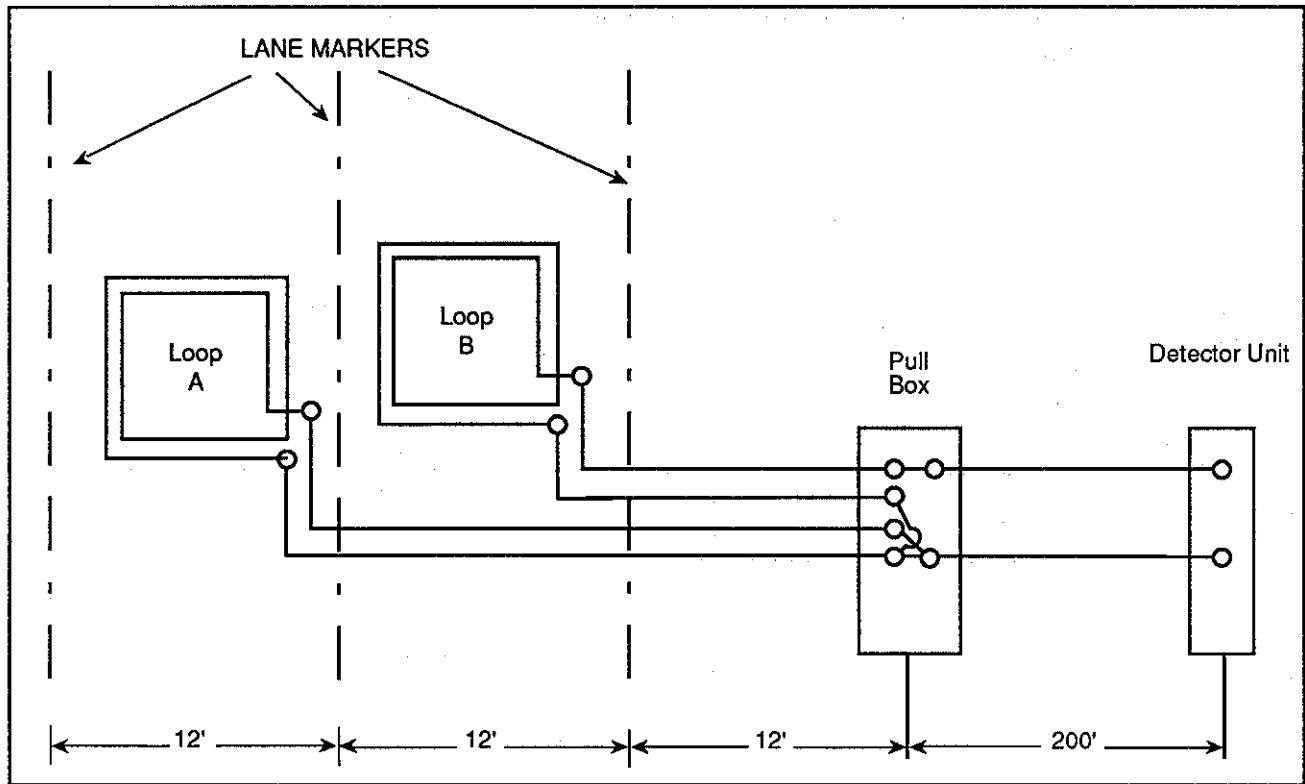 LANE MARKERS
Loop
A
Loop
B
Pull
Box
Detector Unit
12'
12'
12'
200'